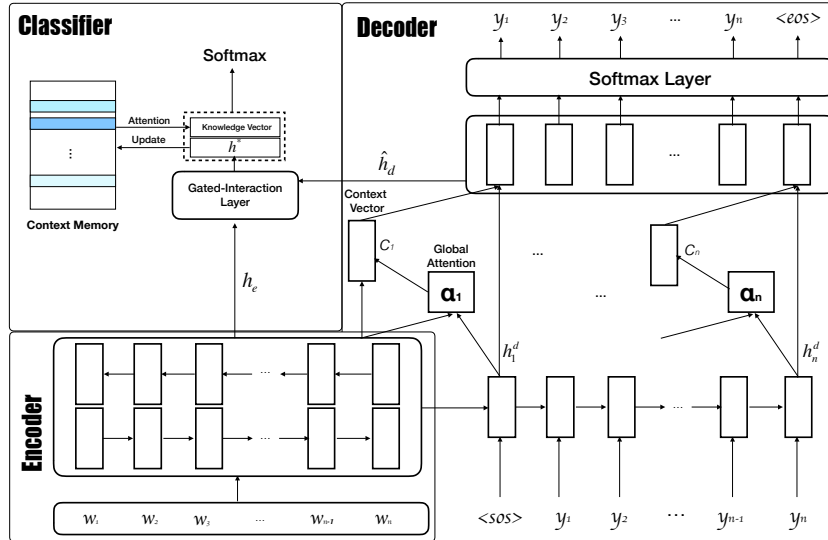 Classifier
Decoder
y₁ y₂ y₃ ... yₙ <eos>
Softmax
Softmax Layer
Attention
Knowledge Vector
Update
h*
...
Context Memory
Gated-Interaction
Layer
ĥ_d
Context
Vector
...
C₁
Global
Attention
α₁
...
...
Cₙ
αₙ
hₑ
h₁ᵈ
hₙᵈ
Encoder
...
...
...
w₁ w₂ w₃ ... wₙ₋₁ wₙ
<sos> y₁ y₂ ... yₙ₋₁ yₙ